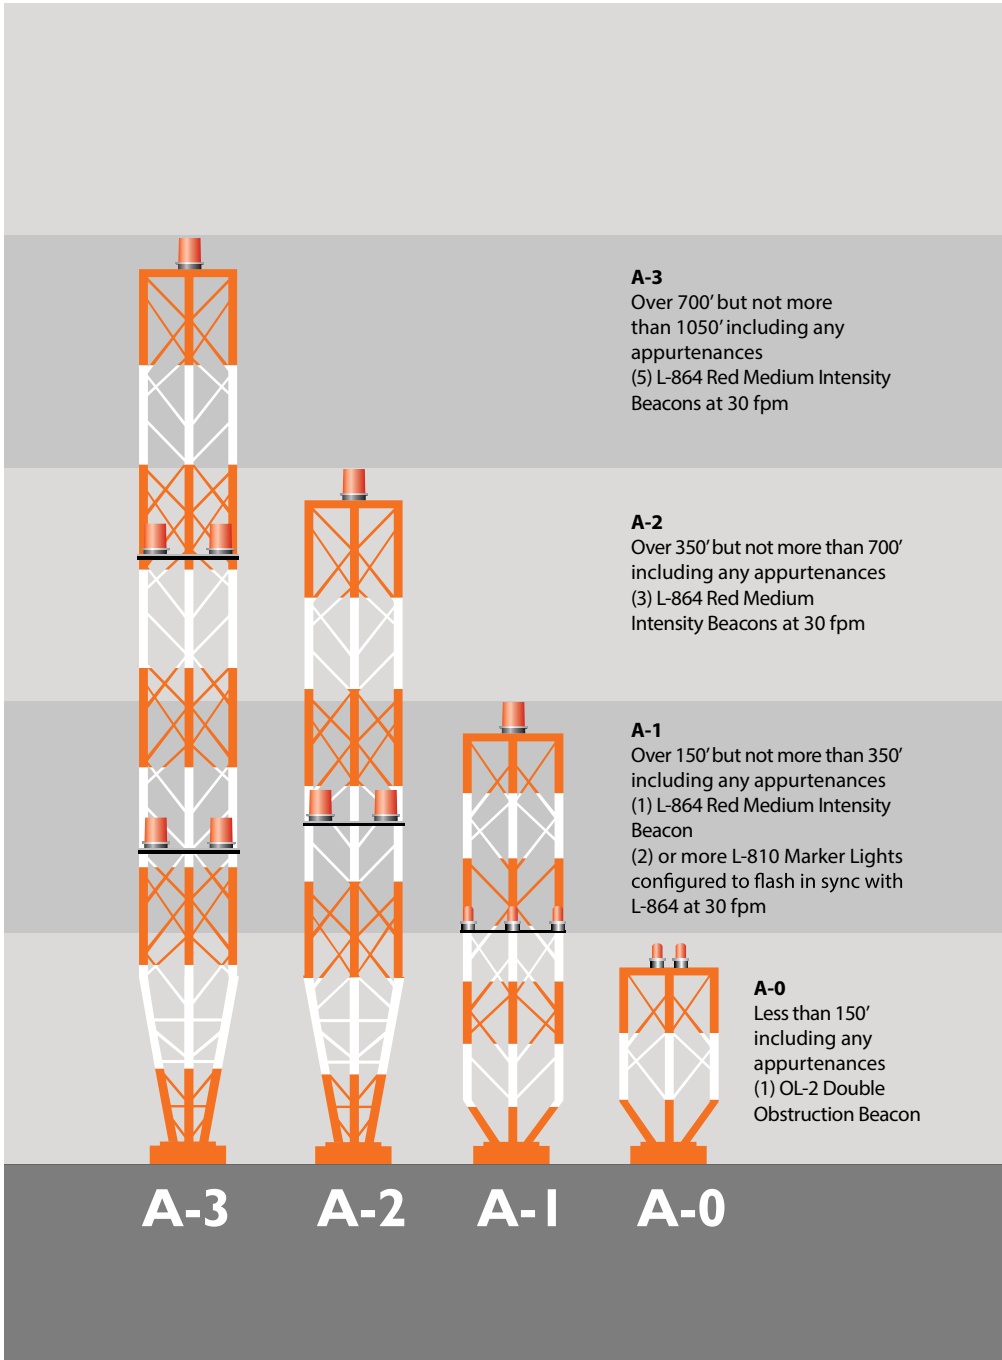 A-3
Over 700’ but not more
than 1050’ including any
appurtenances
(5) L-864 Red Medium Intensity
Beacons at 30 fpm
A-2
Over 350’ but not more than 700’
including any appurtenances
(3) L-864 Red Medium
Intensity Beacons at 30 fpm
A-1
Over 150’ but not more than 350’
including any appurtenances
(1) L-864 Red Medium Intensity
Beacon
(2) or more L-810 Marker Lights
configured to flash in sync with
L-864 at 30 fpm
A-0
Less than 150’
including any
appurtenances
(1) OL-2 Double
Obstruction Beacon
A-3 A-2 A-1 A-0